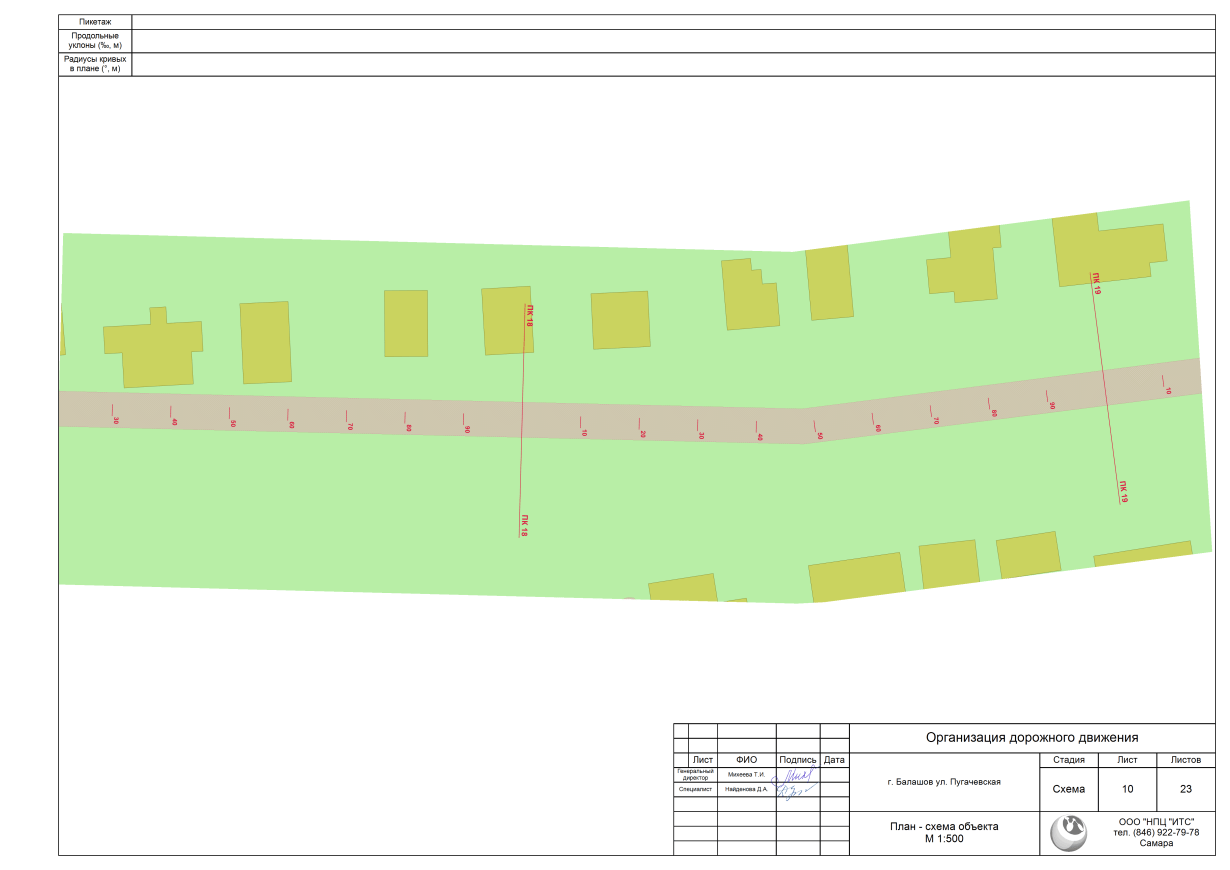 Пикетаж
Продольные
уклоны (‰, м)
Радиусы кривых
в плане (°, м)
ПК 18
ПК 19
30
40
50
60
70
80
90
10
20
30
40
50
60
70
80
90
10
ПК 18
ПК 19
Организация дорожного движения
Лист
ФИО
Подпись
Дата
Генеральный
директор
Михеева Т.И.
Специалист
Найденова Д.А.
г. Балашов ул. Пугачевская
Стадия
Лист
Листов
Схема
10
23
План - схема объекта
М 1:500
ООО "НПЦ "ИТС"
тел. (846) 922-79-78
Самара